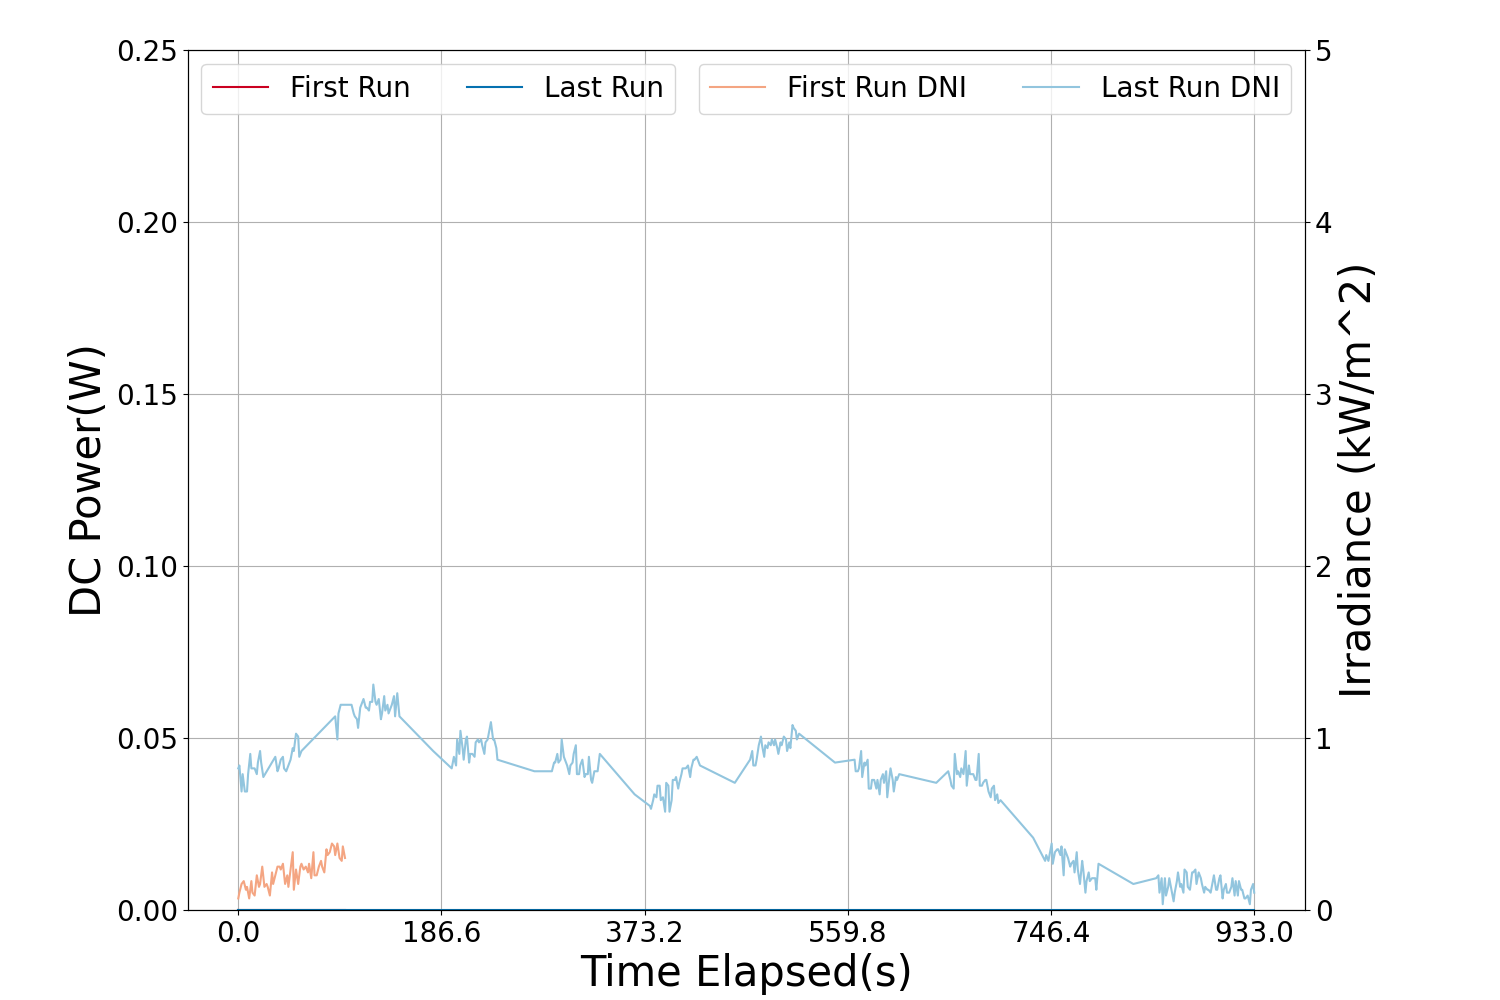 First Run
Last Run
First Run DNI
Last Run DNI
0.25
0.20
0.15
0.10
0.05
0.00
DC Power(W)
5
4
3
2
1
0
Irradiance (kW/m^2)
0.0 186.6 373.2 559.8 746.4 933.0
Time Elapsed(s)